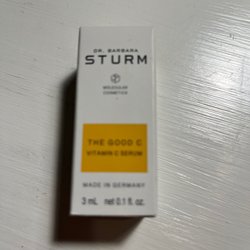 DR. BARBARA
STURM
MOLECULAR
COSMETICS
THE GOOD C
VITAMIN C SERUM
MADE IN GERMANY
3 mL net 0.1 fl. oz.